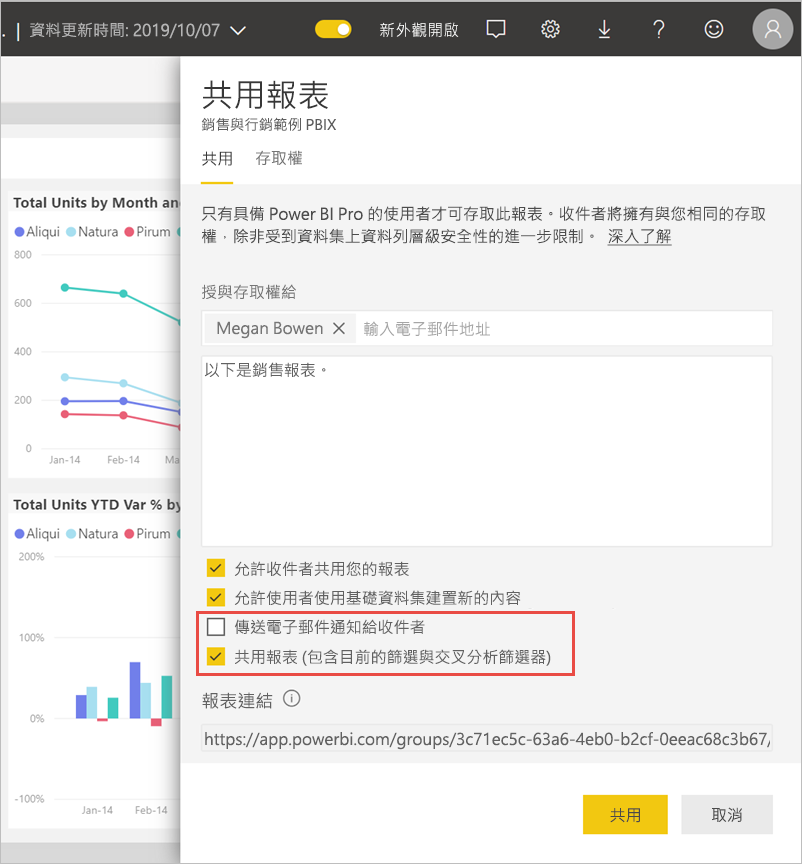 . | 資料更新時間: 2019/10/07
新外觀開啟
?
共用報表
銷售與行銷範例 PBIX
共用 存取權
只有具備 Power BI Pro 的使用者才可存取此報表。收件者將擁有與您相同的存取
權，除非受到資料集上資料列層級安全性的進一步限制。 深入了解
授與存取權給
Megan Bowen 輸入電子郵件地址
以下是銷售報表。
允許收件者共用您的報表
允許使用者使用基礎資料集建置新的內容
傳送電子郵件通知給收件者
共用報表 (包含目前的篩選與交叉分析篩選器)
報表連結
https://app.powerbi.com/groups/3c71ec5c-63a6-4eb0-b2cf-0eeac68c3b67/
共用 取消
Total Units by Month and
Aliqui Natura Pirum
800
600
400
200
0
Jan-14 Feb-14 Ma
Total Units YTD Var % by
Aliqui Natura Pirum
200%
100%
0%
-100%
Jan-14 Feb-14